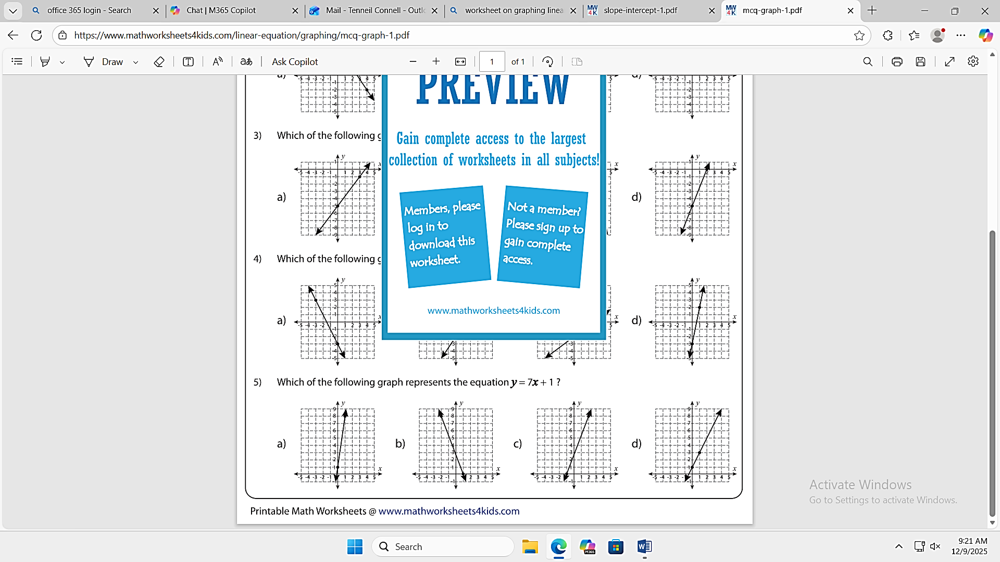 office 365 login - Search
Chat | M365 Copilot
Mail - Tenneil Connell - Outlo
worksheet on graphing linea
slope-intercept-1.pdf
mcq-graph-1.pdf
https://www.mathworksheets4kids.com/linear-equation/graphing/mcq-graph-1.pdf
Draw
Ask Copilot
1
of 1
PREVIEW
Gain complete access to the largest
collection of worksheets in all subjects!
Members, please
log in to
download this
worksheet.
Not a member?
Please sign up to
gain complete
access.
www.mathworksheets4kids.com
3) Which of the following g
a)
d)
4) Which of the following g
a)
d)
5) Which of the following graph represents the equation y = 7x + 1 ?
a)
b)
c)
d)
Printable Math Worksheets @ www.mathworksheets4kids.com
Activate Windows
Go to Settings to activate Windows.
Search
9:21 AM
12/9/2025